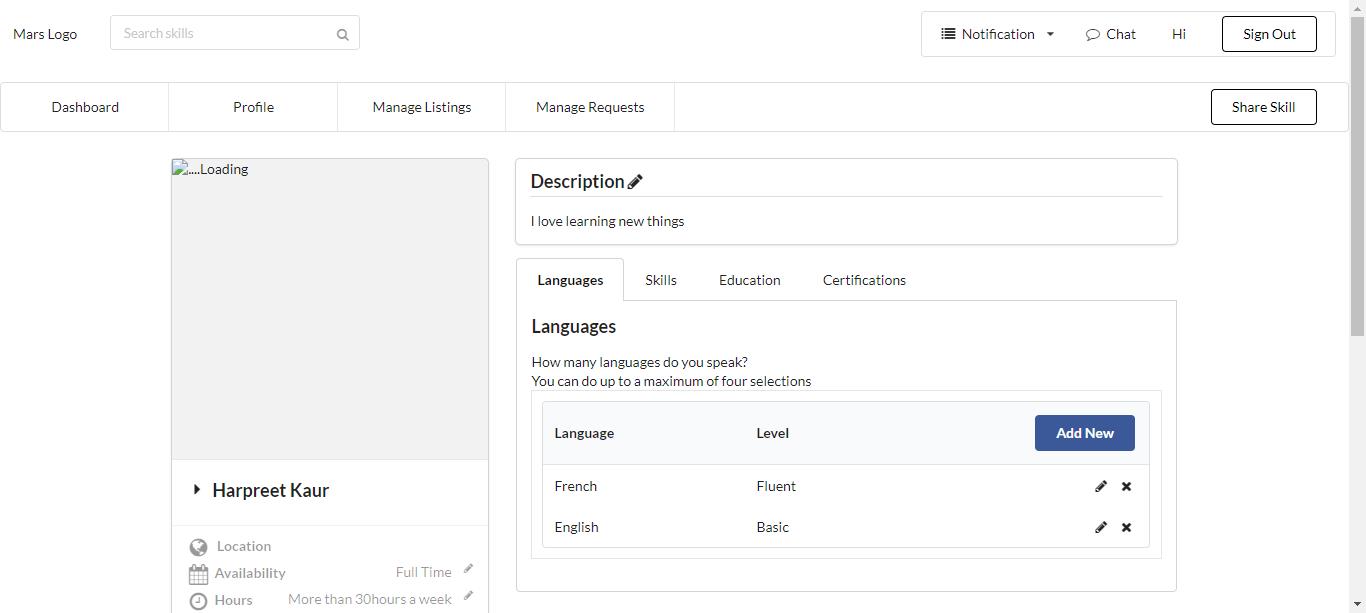 Mars Logo
Search skills
Notification
Chat
Hi
Sign Out
Dashboard
Profile
Manage Listings
Manage Requests
Share Skill
....Loading
Harpreet Kaur
Location
Availability
Full Time
Hours
More than 30hours a week
Description
I love learning new things
Languages
Skills
Education
Certifications
Languages
How many languages do you speak?
You can do up to a maximum of four selections
Language
Level
Add New
French
Fluent
English
Basic